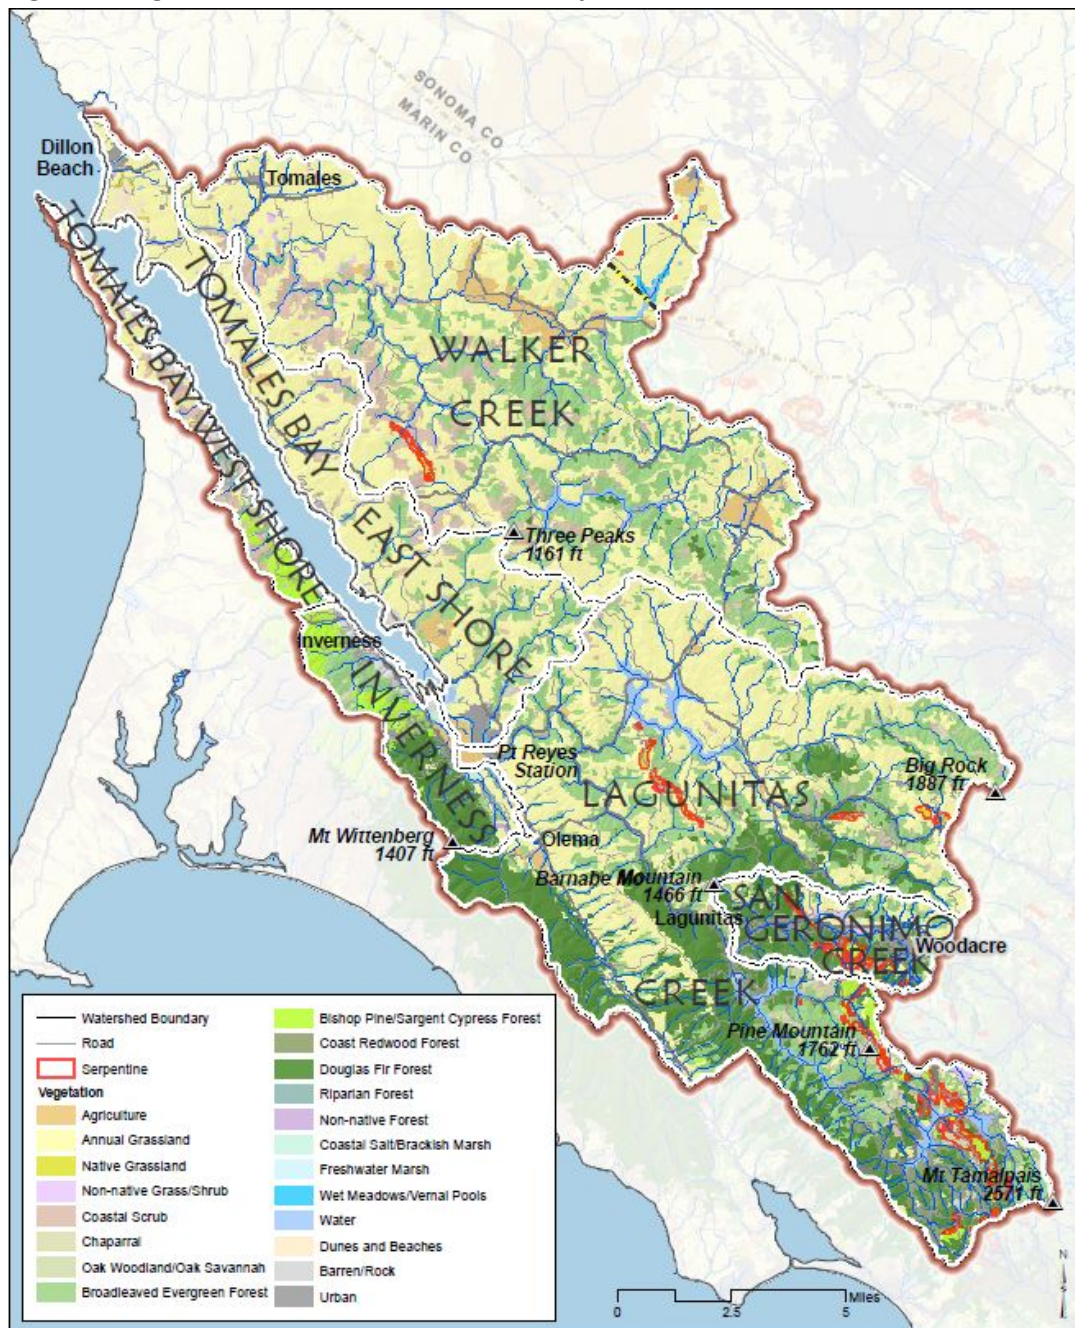 SONOMA CO
MARIN CO
Dillon
Beach
Tomales
TOMALES BAY WEST SHORE
TOMALES BAY EAST SHORE
WALKER
CREEK
Three Peaks
1161 ft
Inverness
INVERNESS
Pt Reyes
Station
LAGUNITAS
CREEK
Big Rock
1887 ft
Mt Wittenberg
1407 ft
Olema
Barnabe Mountain
1466 ft
Lagunitas
SAN
GERONIMO
CREEK
Woodacre
Pine Mountain
1762 ft
Mt Tamalpais
2571 ft
Watershed Boundary
Road
Serpentine
Vegetation
Agriculture
Annual Grassland
Native Grassland
Non-native Grass/Shrub
Coastal Scrub
Chaparral
Oak Woodland/Oak Savannah
Broadleaved Evergreen Forest
Bishop Pine/Sargent Cypress Forest
Coast Redwood Forest
Douglas Fir Forest
Riparian Forest
Non-native Forest
Coastal Salt/Brackish Marsh
Freshwater Marsh
Wet Meadows/Vernal Pools
Water
Dunes and Beaches
Barren/Rock
Urban
Miles
0 2.5 5
N
S